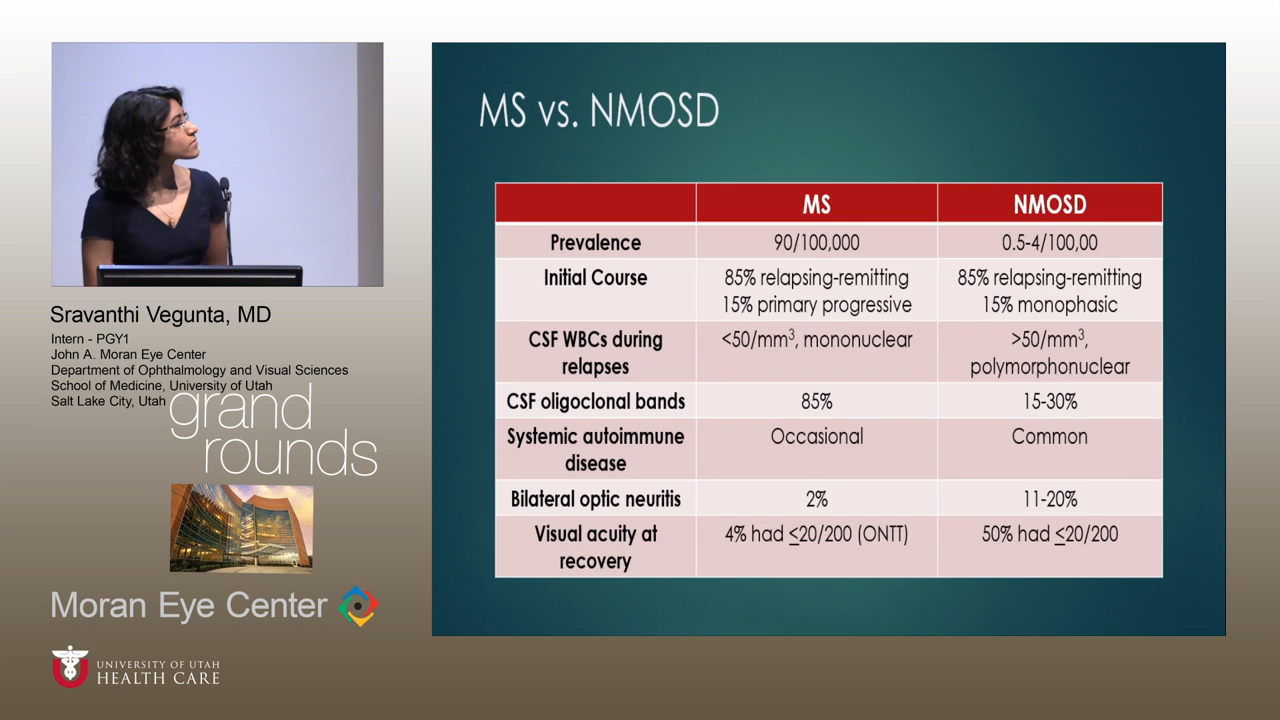 Sravanthi Vegunta, MD
Intern - PGY1
John A. Moran Eye Center
Department of Ophthalmology and Visual Sciences
School of Medicine, University of Utah
Salt Lake City, Utah
grand
rounds
Moran Eye Center
UNIVERSITY OF UTAH
HEALTH CARE
MS vs. NMOSD
MS NMOSD
Prevalence 90/100,000 0.5-4/100,00
Initial Course 85% relapsing-remitting 85% relapsing-remitting
15% primary progressive 15% monophasic
CSF WBCs during <50/mm³, mononuclear >50/mm³,
relapses polymorphonuclear
CSF oligoclonal bands 85% 15-30%
Systemic autoimmune Occasional Common
disease
Bilateral optic neuritis 2% 11-20%
Visual acuity at 4% had ≤20/200 (ONTT) 50% had ≤20/200
recovery